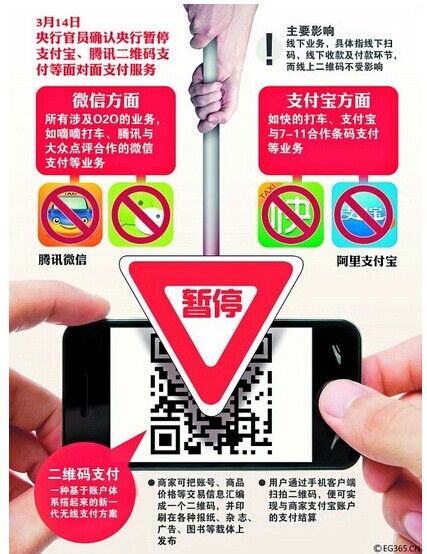 3月14日
央行官员确认央行暂停
支付宝、腾讯二维码支
付等面对面支付服务
!
主要影响
线下业务，具体指线下扫
码，线下收款及付款环节，
而线上二维码不受影响
微信方面
所有涉及O2O的业务，
如嘀嘀打车、腾讯与
大众点评合作的微信
支付等业务
支付宝方面
如快的打车、支付宝
与7-11合作条码支付
等业务
TAXI
快
支付宝
腾讯微信
阿里支付宝
暂停
二维码支付
一种基于账户体
系搭起来的新一
代无线支付方案
● 商家可把账号、商品
价格等交易信息汇编
成一个二维码，并印
刷在各种报纸、杂志、
广告、图书等载体上
发布
● 用户通过手机客户端
扫拍二维码，便可实
现与商家支付宝账户
的支付结算
©EG365.CN